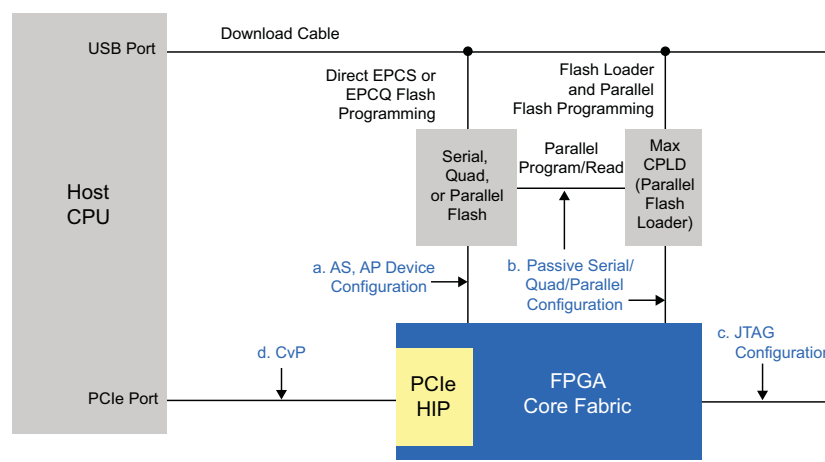 USB Port
Download Cable
Direct EPCS or
EPCQ Flash
Programming
Flash Loader
and Parallel
Flash Programming
Serial,
Quad,
or Parallel
Flash
Parallel
Program/Read
Max
CPLD
(Parallel
Flash
Loader)
Host
CPU
a. AS, AP Device
Configuration
b. Passive Serial/
Quad/Parallel
Configuration
c. JTAG
Configuration
d. CvP
PCIe Port
PCIe
HIP
FPGA
Core Fabric